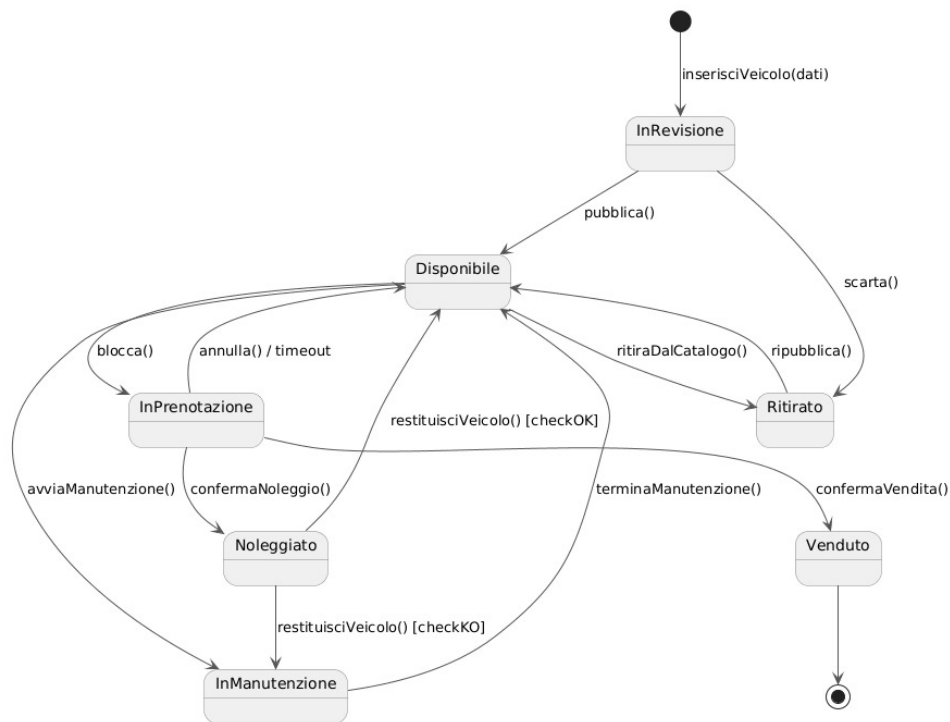 inserisciVeicolo(dati)
InRevisione
pubblica()
Disponibile
scarta()
blocca()
annulla() / timeout
ritiraDalCatalogo()
ripubblica()
InPrenotazione
restituisciVeicolo() [checkOK]
Ritirato
avviaManutenzione()
confermaNoleggio()
terminaManutenzione()
confermaVendita()
Noleggiato
Venduto
restituisciVeicolo() [checkKO]
InManutenzione